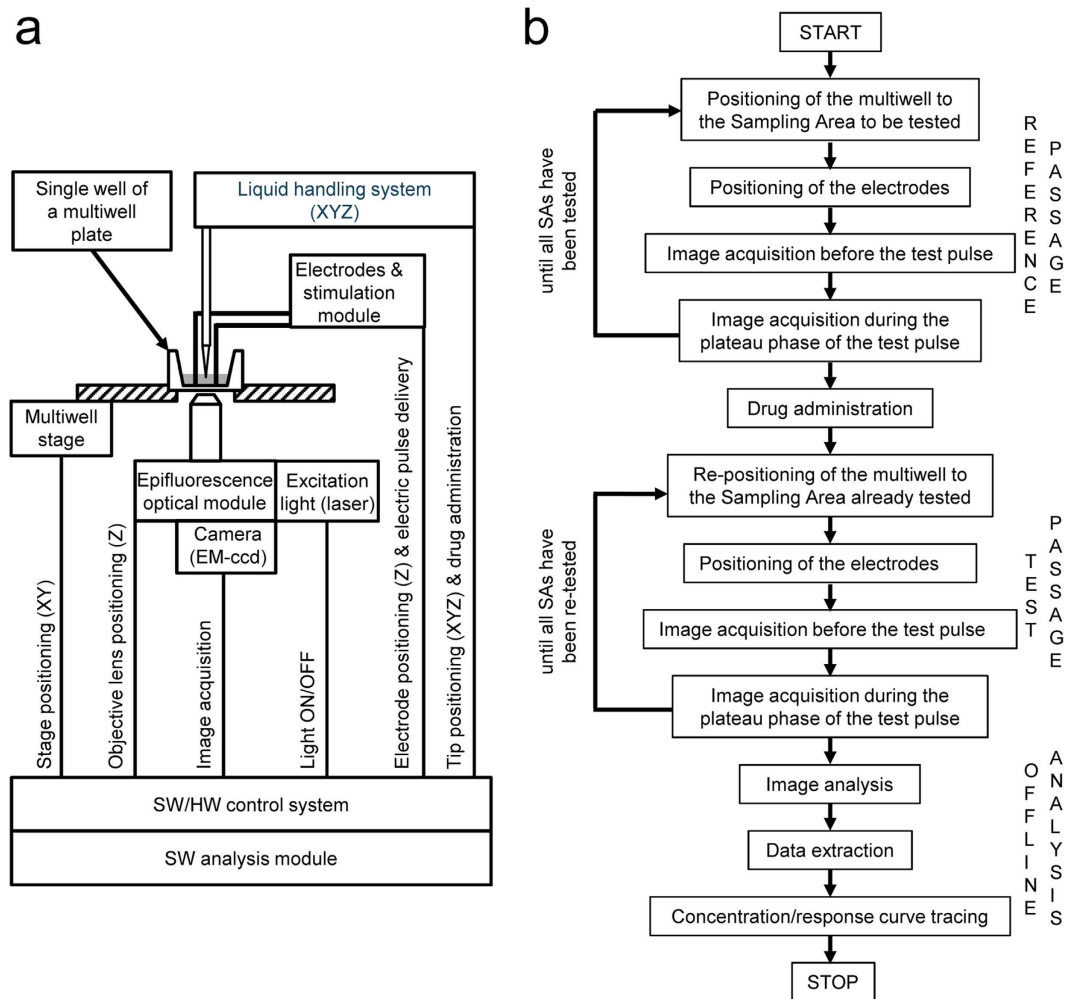 a
Single well of
a multiwell
plate
Liquid handling system
(XYZ)
Electrodes &
stimulation
module
Multiwell
stage
Epifluorescence
optical module
Excitation
light (laser)
Camera
(EM-ccd)
Stage positioning (XY)
Objective lens positioning (Z)
Image acquisition
Light ON/OFF
Electrode positioning (Z) & electric pulse delivery
Tip positioning (XYZ) & drug administration
SW/HW control system
SW analysis module
b
START
Positioning of the multiwell to
the Sampling Area to be tested
Positioning of the electrodes
Image acquisition before the test pulse
Image acquisition during the
plateau phase of the test pulse
until all SAs have
been tested
REFERENCE
PASSAGE
Drug administration
Re-positioning of the multiwell to
the Sampling Area already tested
Positioning of the electrodes
Image acquisition before the test pulse
Image acquisition during the
plateau phase of the test pulse
until all SAs have
been re-tested
TEST
PASSAGE
Image analysis
Data extraction
Concentration/response curve tracing
OFFLINE
ANALYSIS
STOP